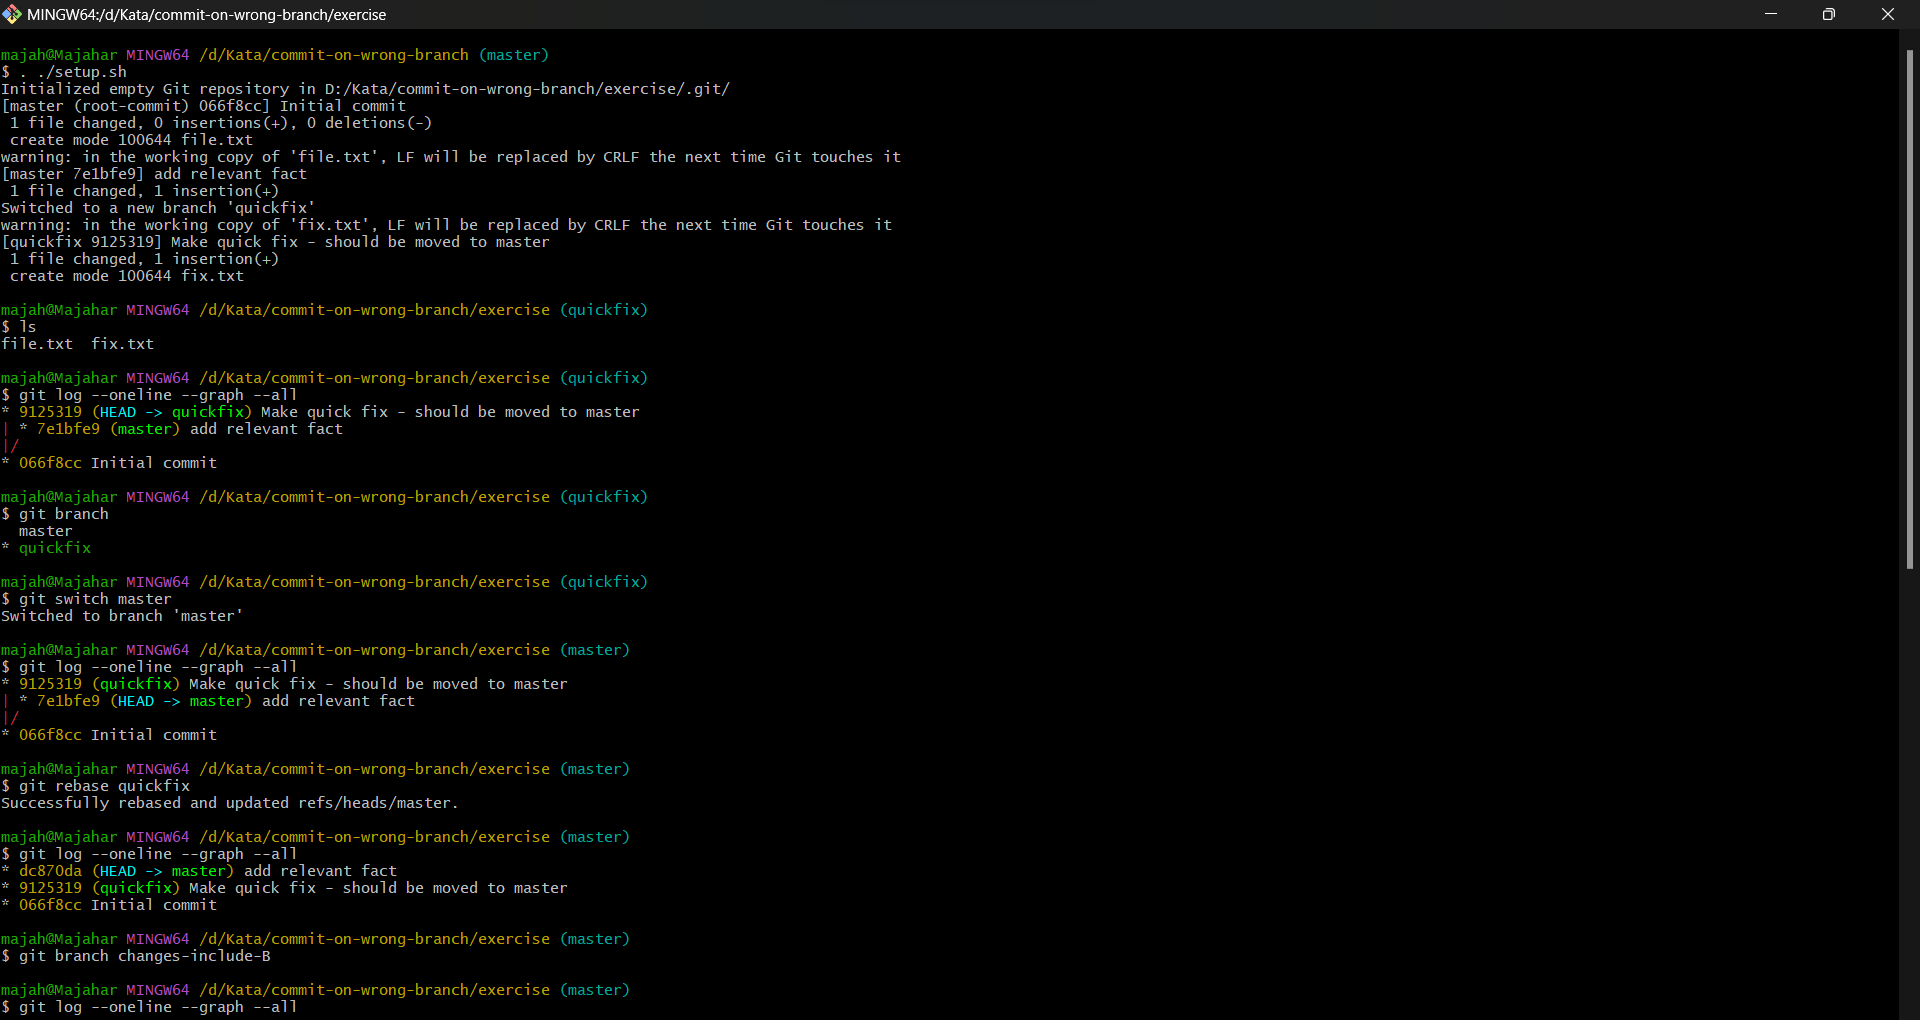 MINGW64:/d/Kata/commit-on-wrong-branch/exercise
majah@Majahar MINGW64 /d/Kata/commit-on-wrong-branch (master)
$ . ./setup.sh
Initialized empty Git repository in D:/Kata/commit-on-wrong-branch/exercise/.git/
[master (root-commit) 066f8cc] Initial commit
 1 file changed, 0 insertions(+), 0 deletions(-)
 create mode 100644 file.txt
warning: in the working copy of 'file.txt', LF will be replaced by CRLF the next time Git touches it
[master 7e1bfe9] add relevant fact
 1 file changed, 1 insertion(+)
Switched to a new branch 'quickfix'
warning: in the working copy of 'fix.txt', LF will be replaced by CRLF the next time Git touches it
[quickfix 9125319] Make quick fix - should be moved to master
 1 file changed, 1 insertion(+)
 create mode 100644 fix.txt
majah@Majahar MINGW64 /d/Kata/commit-on-wrong-branch/exercise (quickfix)
$ ls
file.txt  fix.txt
majah@Majahar MINGW64 /d/Kata/commit-on-wrong-branch/exercise (quickfix)
$ git log --oneline --graph --all
* 9125319 (HEAD -> quickfix) Make quick fix - should be moved to master
| * 7e1bfe9 (master) add relevant fact
|/
* 066f8cc Initial commit
majah@Majahar MINGW64 /d/Kata/commit-on-wrong-branch/exercise (quickfix)
$ git branch
  master
* quickfix
majah@Majahar MINGW64 /d/Kata/commit-on-wrong-branch/exercise (quickfix)
$ git switch master
Switched to branch 'master'
majah@Majahar MINGW64 /d/Kata/commit-on-wrong-branch/exercise (master)
$ git log --oneline --graph --all
* 9125319 (quickfix) Make quick fix - should be moved to master
| * 7e1bfe9 (HEAD -> master) add relevant fact
|/
* 066f8cc Initial commit
majah@Majahar MINGW64 /d/Kata/commit-on-wrong-branch/exercise (master)
$ git rebase quickfix
Successfully rebased and updated refs/heads/master.
majah@Majahar MINGW64 /d/Kata/commit-on-wrong-branch/exercise (master)
$ git log --oneline --graph --all
* dc870da (HEAD -> master) add relevant fact
* 9125319 (quickfix) Make quick fix - should be moved to master
* 066f8cc Initial commit
majah@Majahar MINGW64 /d/Kata/commit-on-wrong-branch/exercise (master)
$ git branch changes-include-B
majah@Majahar MINGW64 /d/Kata/commit-on-wrong-branch/exercise (master)
$ git log --oneline --graph --all